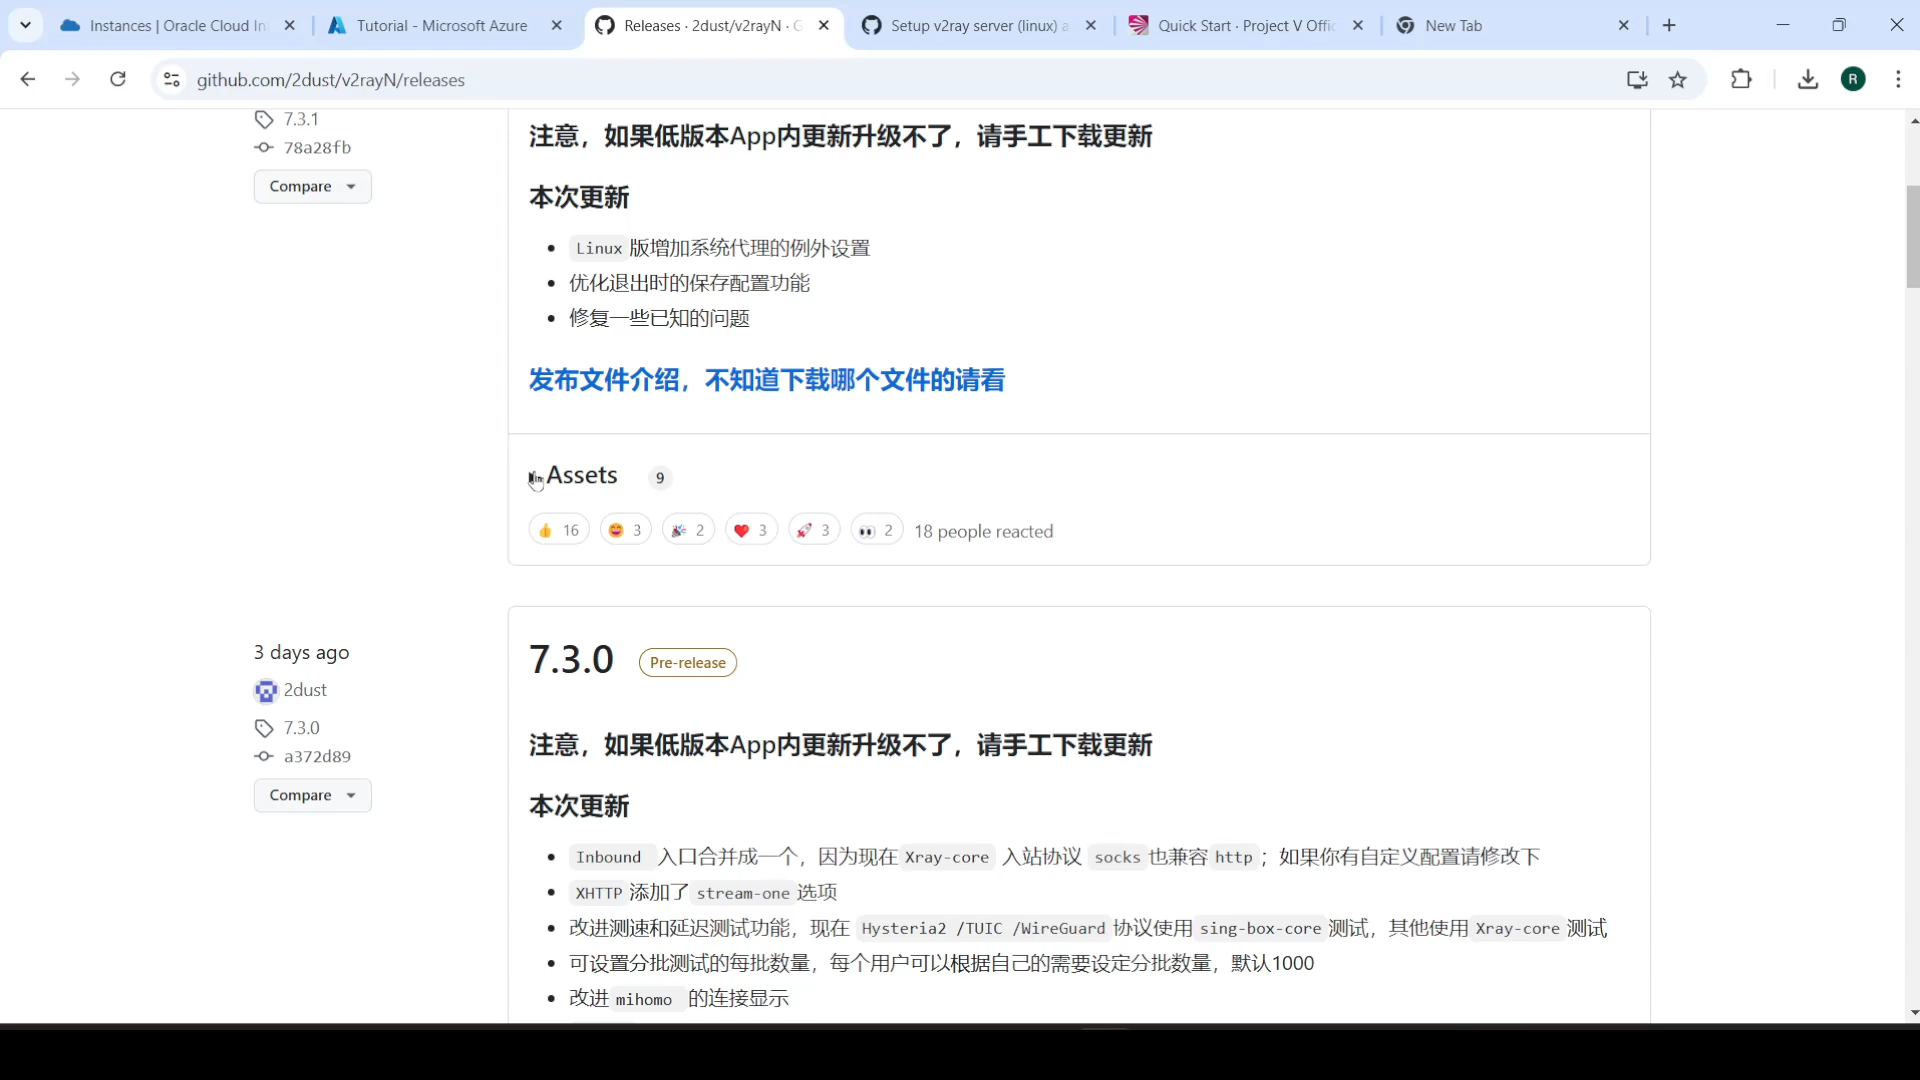 Instances | Oracle Cloud In
Tutorial - Microsoft Azure
Releases · 2dust/v2rayN · G
Setup v2ray server (linux) a
Quick Start · Project V Offic
New Tab
github.com/2dust/v2rayN/releases
R
7.3.1
78a28fb
Compare
注意，如果低版本App内更新升级不了，请手工下载更新
本次更新
Linux 版增加系统代理的例外设置
优化退出时的保存配置功能
修复一些已知的问题
发布文件介绍，不知道下载哪个文件的请看
Assets 9
16 3 2 3 3 2 18 people reacted
3 days ago
2dust
7.3.0
a372d89
Compare
7.3.0 Pre-release
注意，如果低版本App内更新升级不了，请手工下载更新
本次更新
Inbound 入口合并成一个，因为现在 Xray-core 入站协议 socks 也兼容 http ；如果你有自定义配置请修改下
XHTTP 添加了 stream-one 选项
改进测速和延迟测试功能，现在 Hysteria2 /TUIC /WireGuard 协议使用 sing-box-core 测试，其他使用 Xray-core 测试
可设置分批测试的每批数量，每个用户可以根据自己的需要设定分批数量，默认1000
改进 mihomo 的连接显示